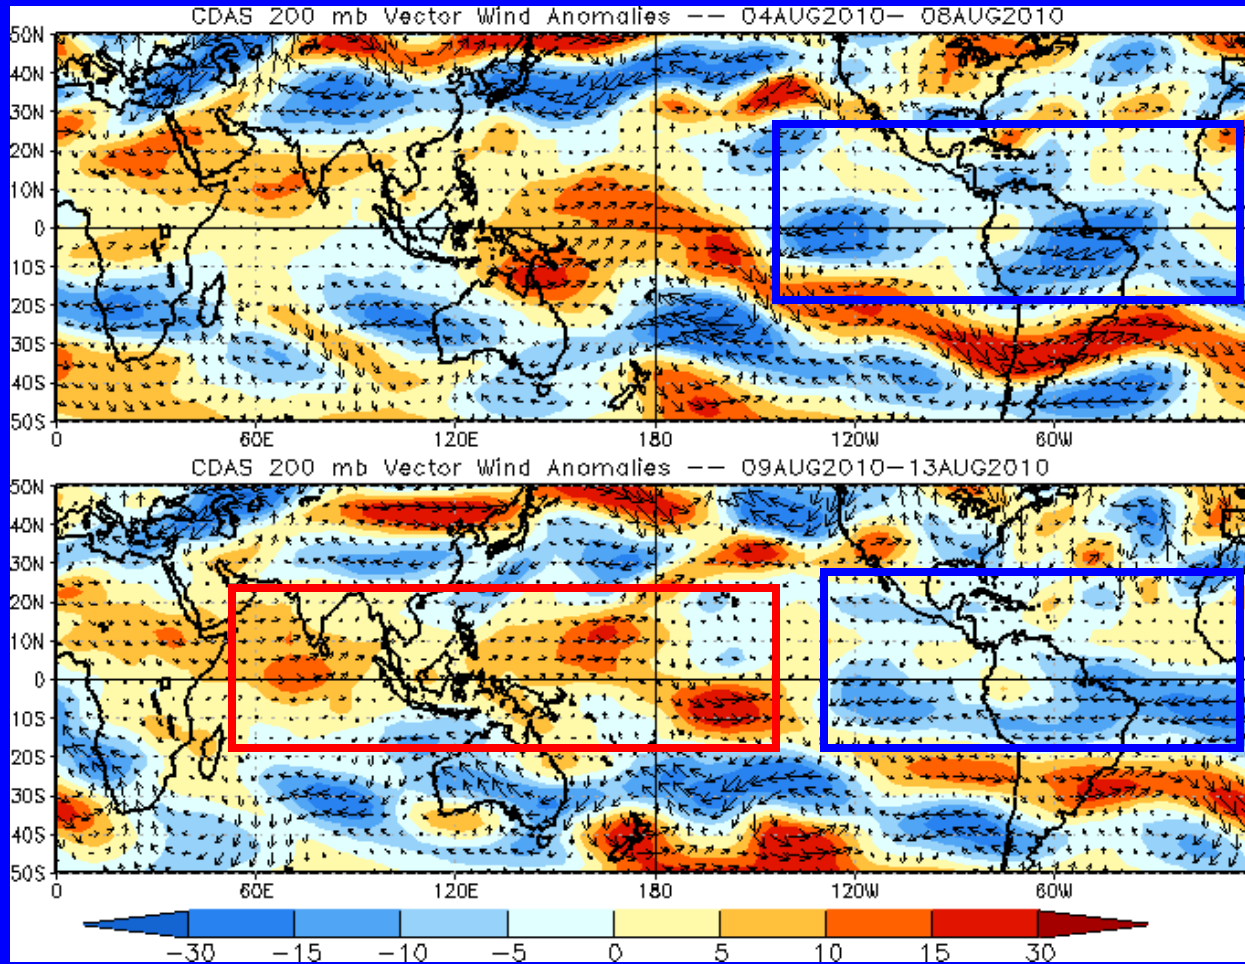 CDAS 200 mb Vector Wind Anomalies -- 04AUG2010- 08AUG2010
50N
40N
30N
20N
10N
0
10S
20S
30S
40S
50S
0 60E 120E 180 120W 60W
CDAS 200 mb Vector Wind Anomalies -- 09AUG2010-13AUG2010
50N
40N
30N
20N
10N
0
10S
20S
30S
40S
50S
0 60E 120E 180 120W 60W
-30 -15 -10 -5 0 5 10 15 30